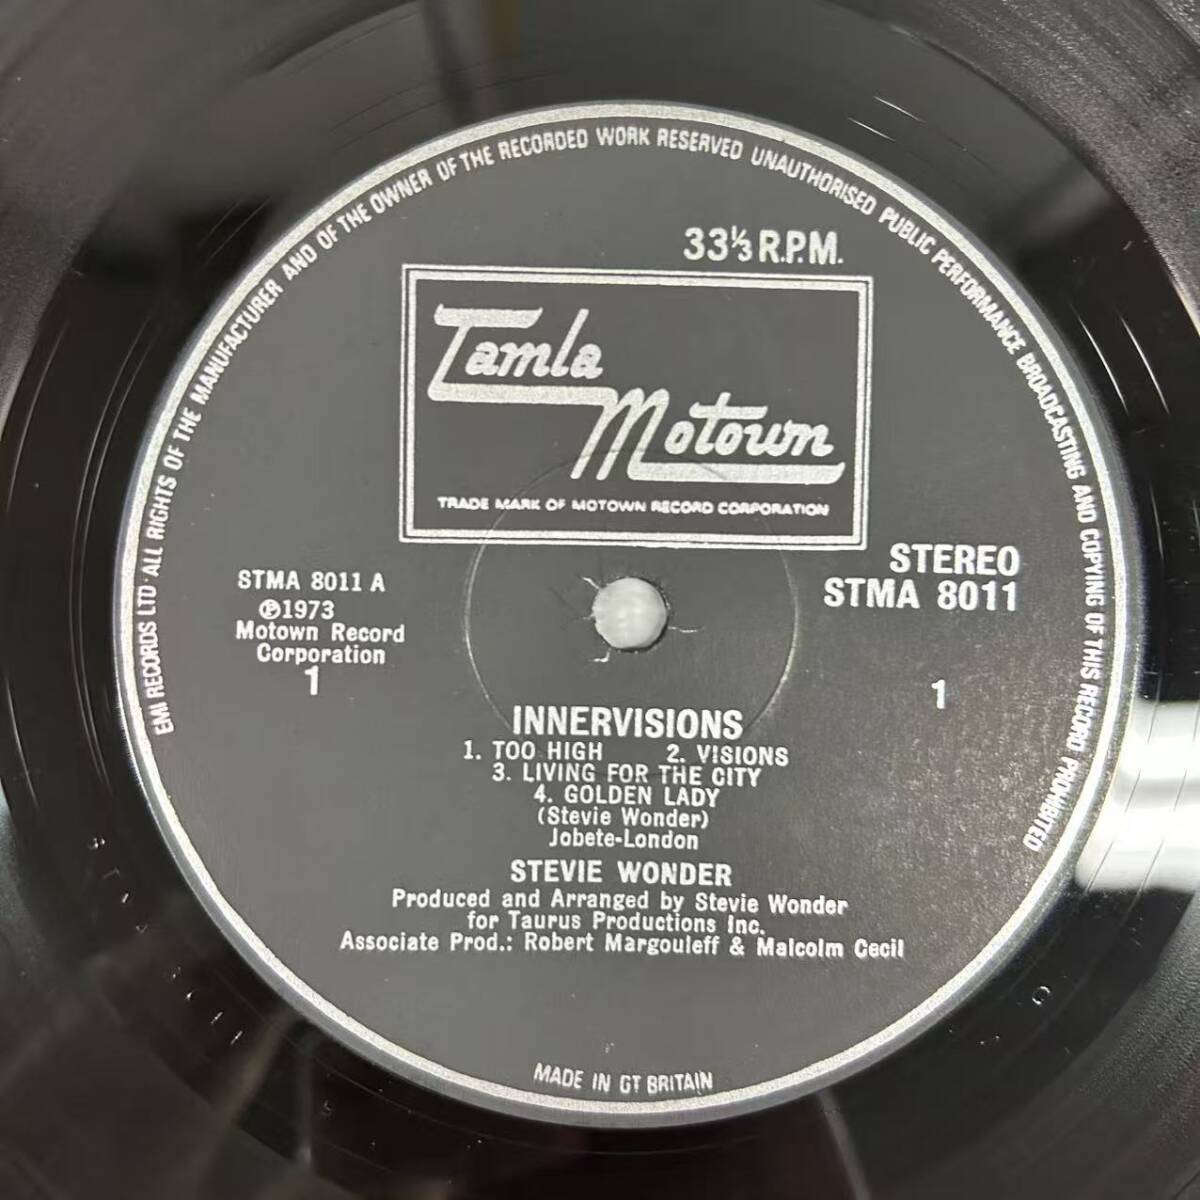 EMI RECORDS LTD · ALL RIGHTS OF THE MANUFACTURER AND OF THE OWNER OF THE RECORDED WORK RESERVED UNAUTHORISED PUBLIC PERFORMANCE BROADCASTING AND COPYING OF THIS RECORD PROHIBITED
33⅓ R.P.M.
Tamla
Motown
TRADE MARK OF MOTOWN RECORD CORPORATION
STEREO
STMA 8011
1
STMA 8011 A
℗1973
Motown Record
Corporation
1
INNERVISIONS
1. TOO HIGH 2. VISIONS
3. LIVING FOR THE CITY
4. GOLDEN LADY
(Stevie Wonder)
Jobete-London
STEVIE WONDER
Produced and Arranged by Stevie Wonder
for Taurus Productions Inc.
Associate Prod.: Robert Margouleff & Malcolm Cecil
MADE IN GT BRITAIN